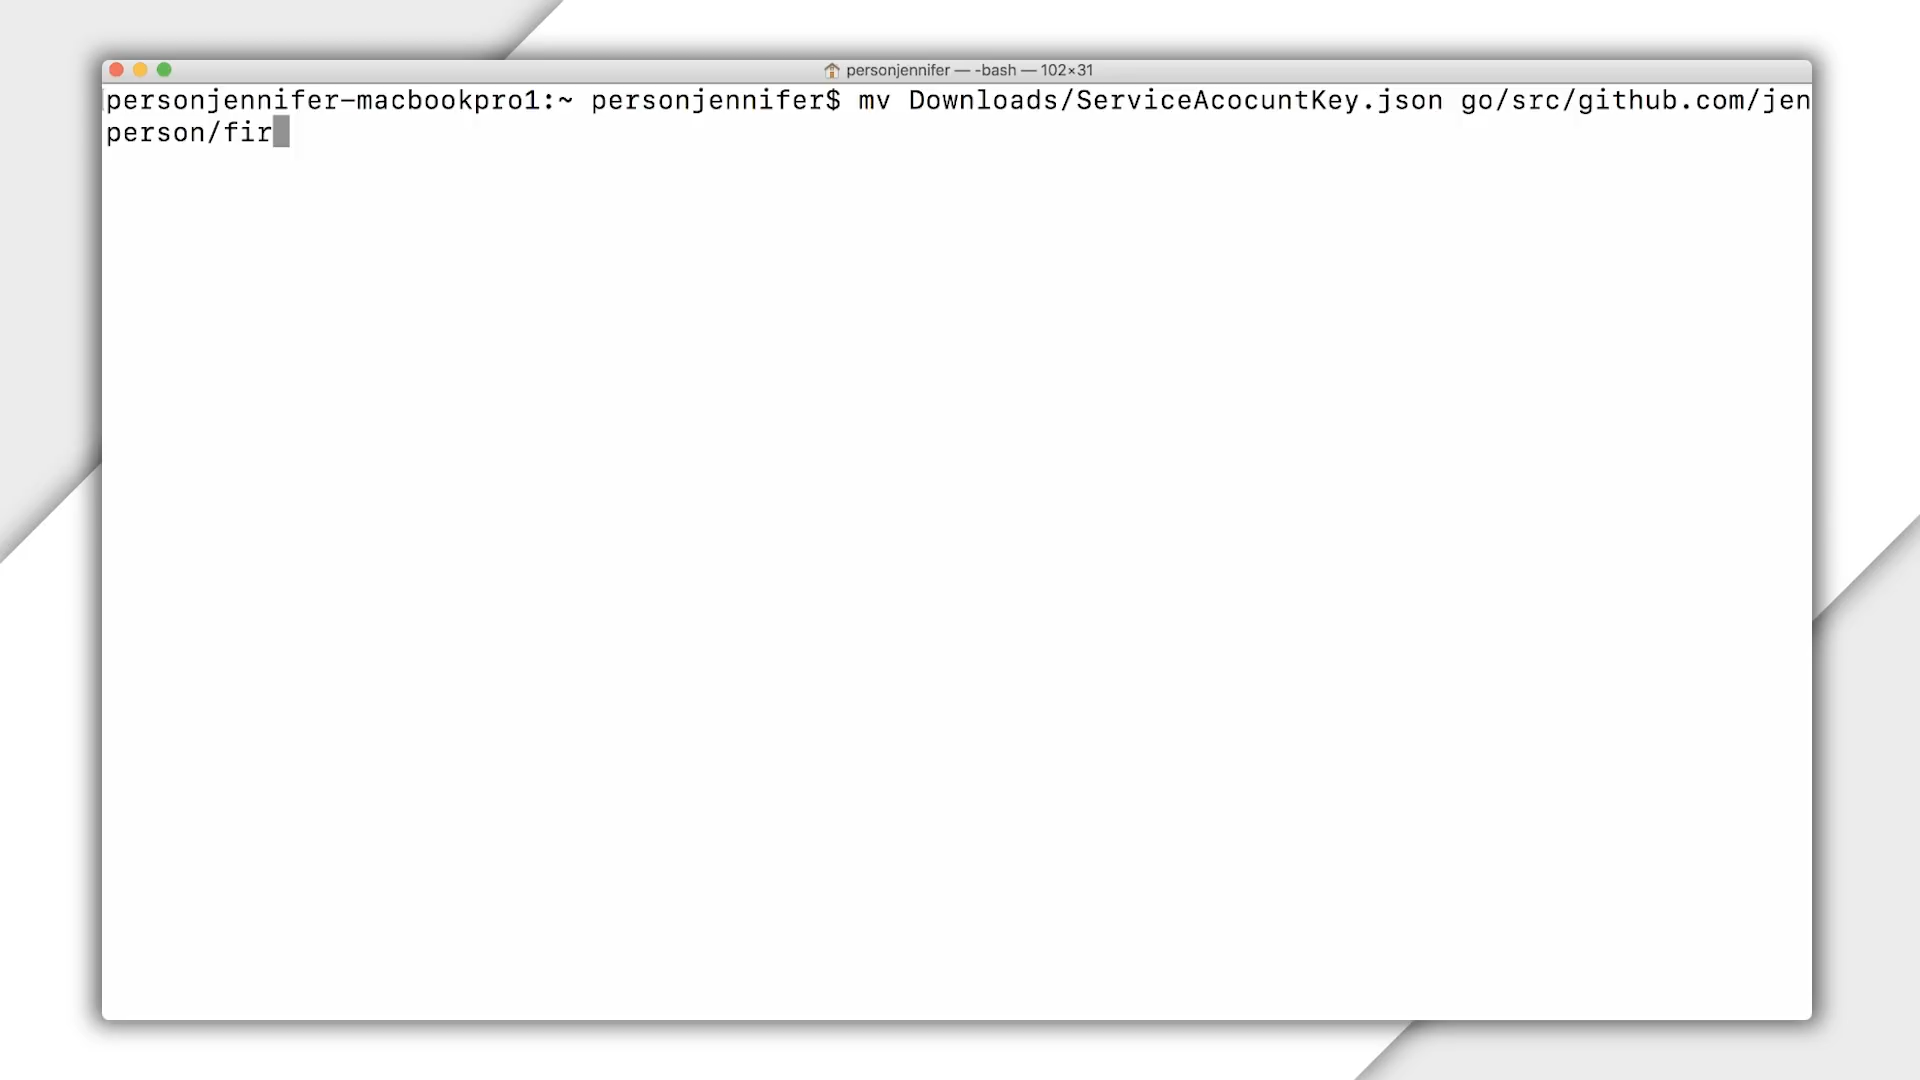 personjennifer — -bash — 102×31
personjennifer-macbookpro1:~ personjennifer$ mv Downloads/ServiceAcocuntKey.json go/src/github.com/jen
person/fir